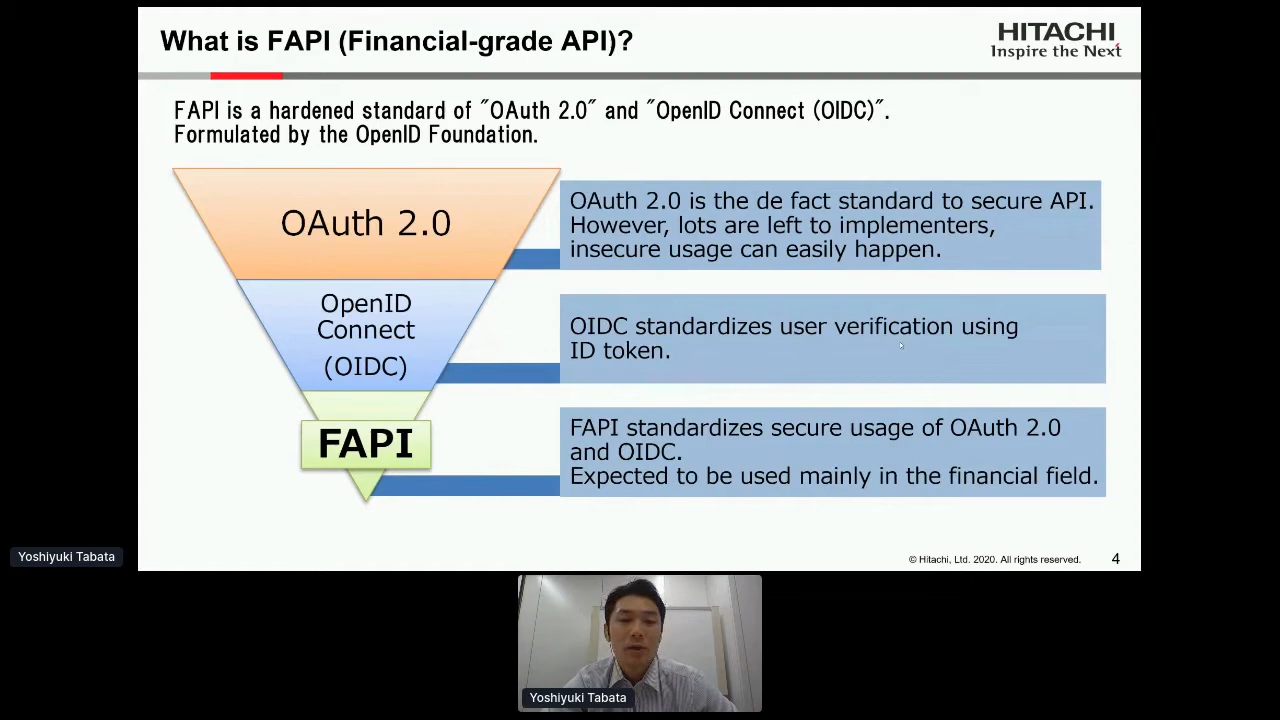 What is FAPI (Financial-grade API)?
HITACHI
Inspire the Next
FAPI is a hardened standard of "OAuth 2.0" and "OpenID Connect (OIDC)".
Formulated by the OpenID Foundation.
OAuth 2.0
OAuth 2.0 is the de fact standard to secure API.
However, lots are left to implementers,
insecure usage can easily happen.
OpenID
Connect
(OIDC)
OIDC standardizes user verification using
ID token.
FAPI
FAPI standardizes secure usage of OAuth 2.0
and OIDC.
Expected to be used mainly in the financial field.
© Hitachi, Ltd. 2020. All rights reserved.
4
Yoshiyuki Tabata
Yoshiyuki Tabata